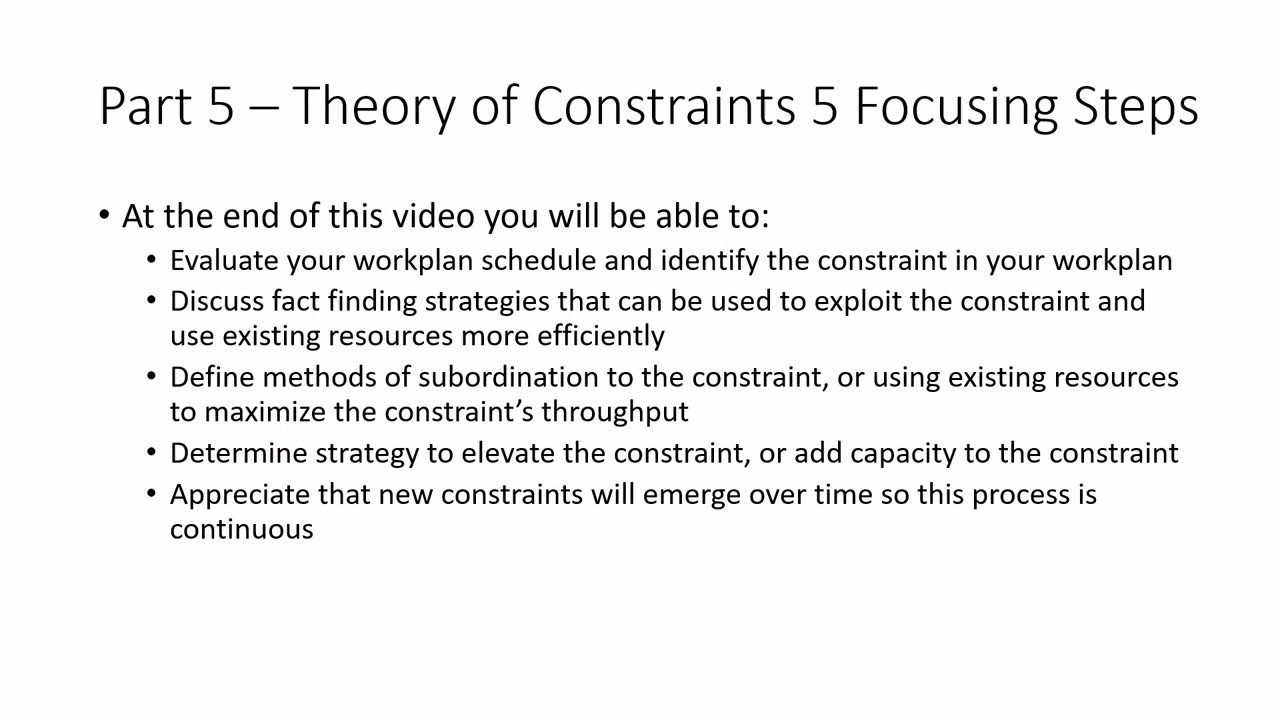 Part 5 – Theory of Constraints 5 Focusing Steps
• At the end of this video you will be able to:
• Evaluate your workplan schedule and identify the constraint in your workplan
• Discuss fact finding strategies that can be used to exploit the constraint and
use existing resources more efficiently
• Define methods of subordination to the constraint, or using existing resources
to maximize the constraint’s throughput
• Determine strategy to elevate the constraint, or add capacity to the constraint
• Appreciate that new constraints will emerge over time so this process is
continuous